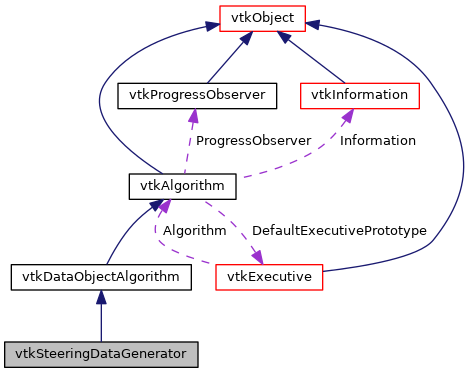 vtkObject
vtkProgressObserver
vtkInformation
ProgressObserver
Information
vtkAlgorithm
Algorithm
DefaultExecutivePrototype
vtkDataObjectAlgorithm
vtkExecutive
vtkSteeringDataGenerator